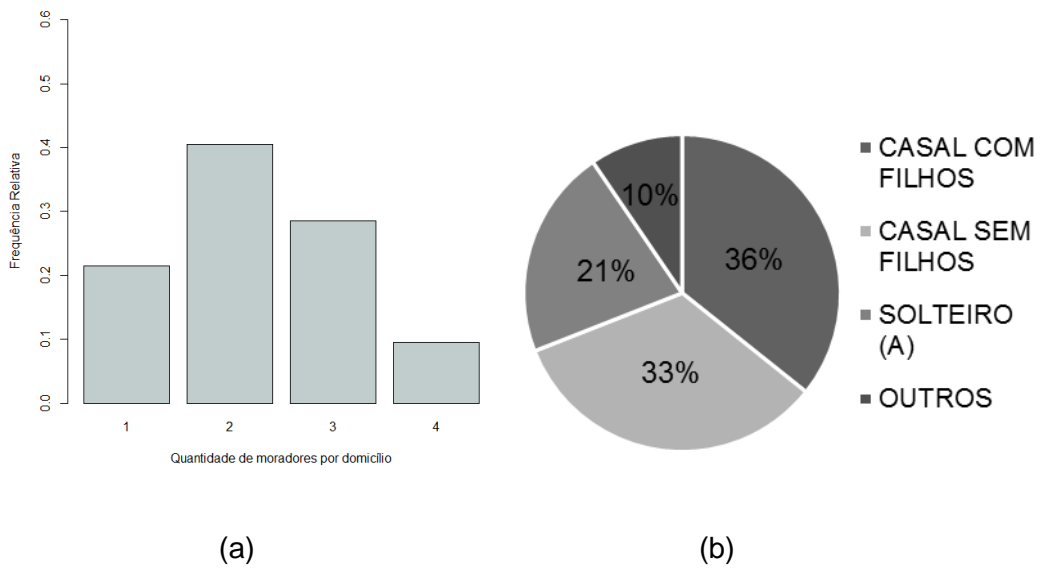 0.6
0.5
0.4
0.3
0.2
0.1
0.0
Frequência Relativa
1 2 3 4
Quantidade de moradores por domicílio
(a)
10%
36%
21%
33%
CASAL COM
FILHOS
CASAL SEM
FILHOS
SOLTEIRO
(A)
OUTROS
(b)